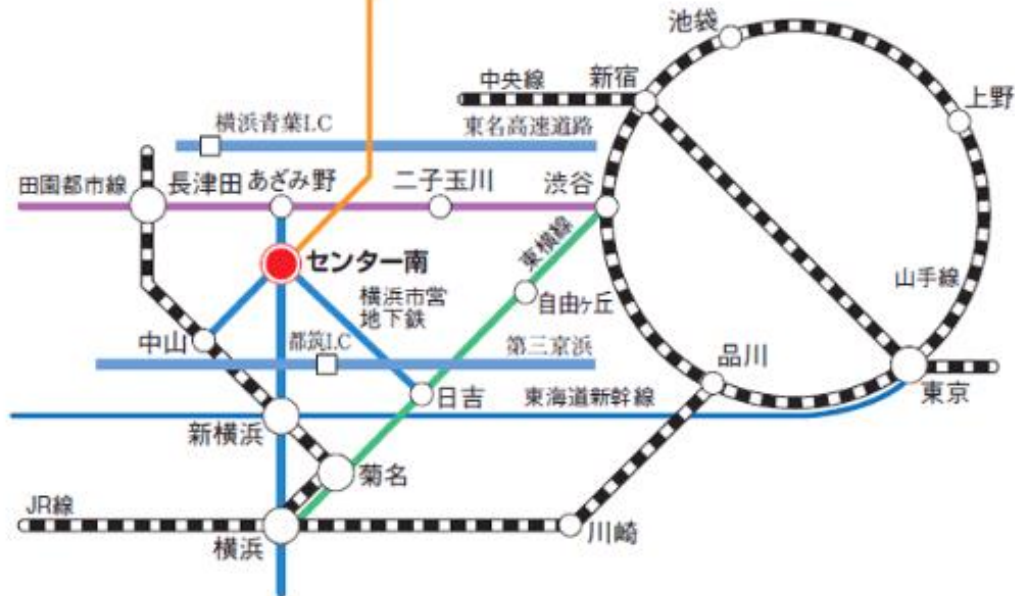 池袋
新宿
中央線
上野
横浜青葉I.C
東名高速道路
田園都市線
長津田
あざみ野
二子玉川
渋谷
東横線
センター南
山手線
横浜市営
地下鉄
自由ヶ丘
中山
都筑I.C
第三京浜
品川
東京
日吉
東海道新幹線
新横浜
菊名
JR線
横浜
川崎